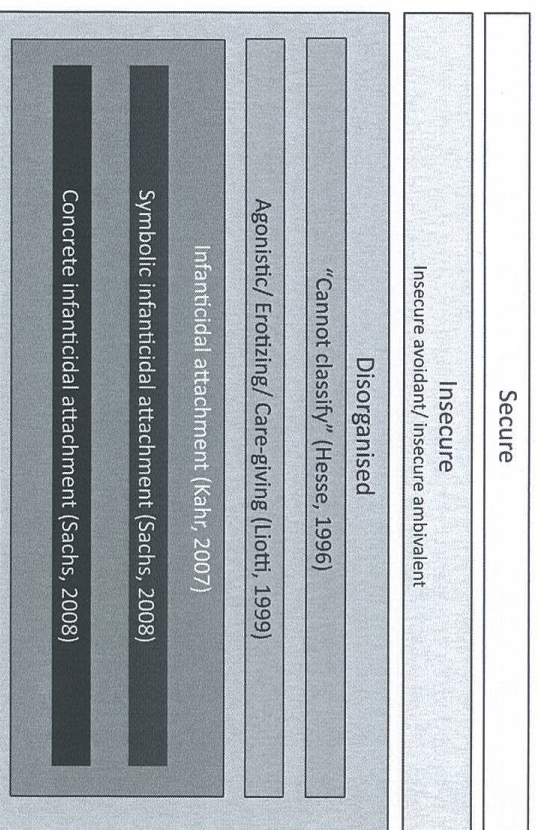 Secure
Insecure
Insecure avoidant/ insecure ambivalent
Disorganised
“Cannot classify” (Hesse, 1996)
Agonistic/ Erotizing/ Care-giving (Liotti, 1999)
Infanticidal attachment (Kahr, 2007)
Symbolic infanticidal attachment (Sachs, 2008)
Concrete infanticidal attachment (Sachs, 2008)